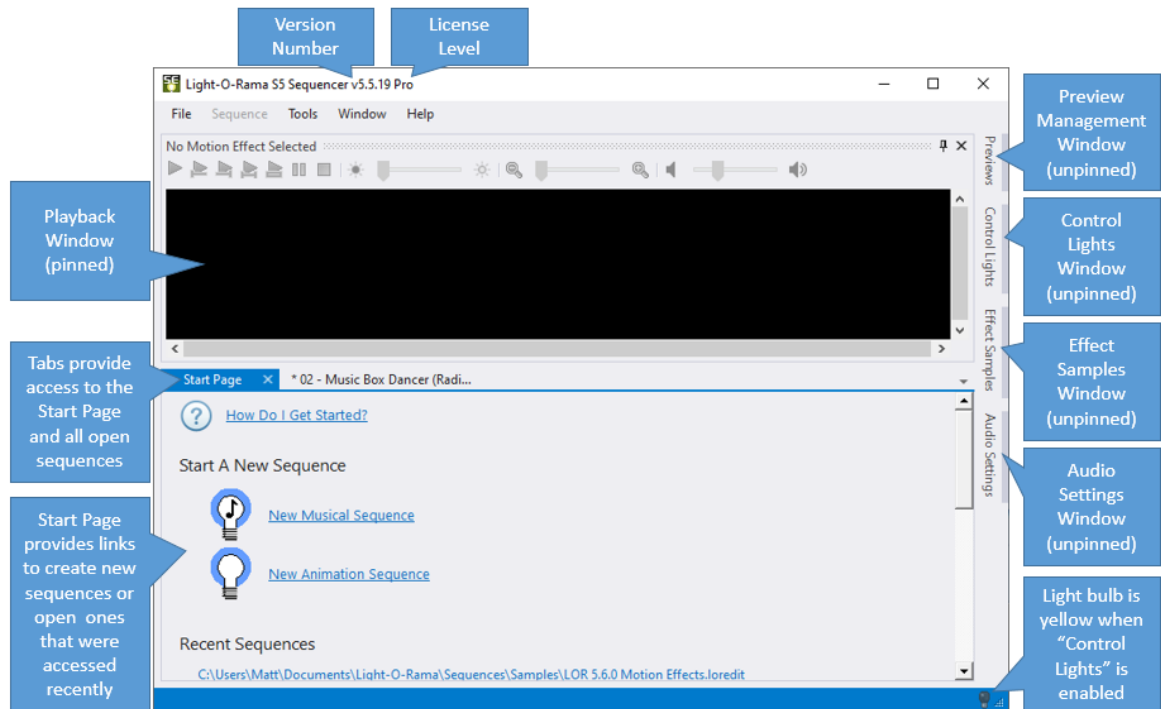 Version
Number
License
Level
Light-O-Rama S5 Sequencer v5.5.19 Pro
File Sequence Tools Window Help
No Motion Effect Selected
Previews
Control Lights
Effect Samples
Audio Settings
Preview
Management
Window
(unpinned)
Playback
Window
(pinned)
Control
Lights
Window
(unpinned)
Effect
Samples
Window
(unpinned)
Tabs provide
access to the
Start Page
and all open
sequences
Start Page * 02 - Music Box Dancer (Radi...
How Do I Get Started?
Start A New Sequence
New Musical Sequence
New Animation Sequence
Recent Sequences
C:\Users\Matt\Documents\Light-O-Rama\Sequences\Samples\LOR 5.6.0 Motion Effects.loredit
Audio
Settings
Window
(unpinned)
Start Page
provides links
to create new
sequences or
open ones
that were
accessed
recently
Light bulb is
yellow when
“Control
Lights” is
enabled